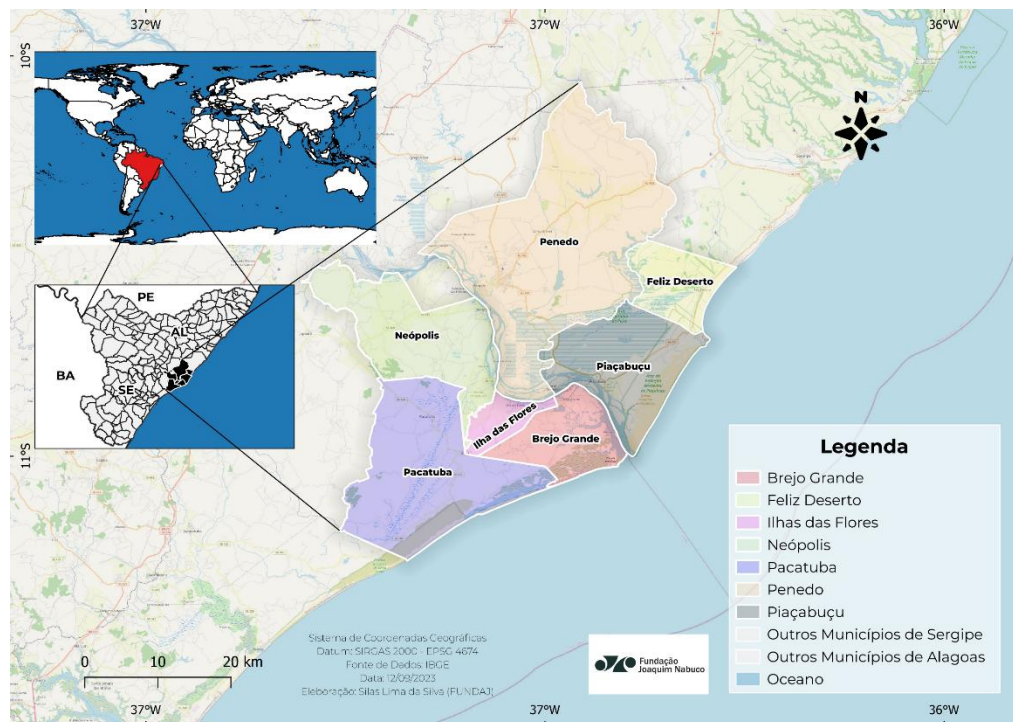 37°W
37°W
36°W
10°S
N
PE
AL
BA
SE
Penedo
Feliz Deserto
Neópolis
Piaçabuçu
Ilha das Flores
Brejo Grande
Pacatuba
11°S
Legenda
Brejo Grande
Feliz Deserto
Ilhas das Flores
Neópolis
Pacatuba
Penedo
Piaçabuçu
Outros Municípios de Sergipe
Outros Municípios de Alagoas
Oceano
Sistema de Coordenadas Geográficas
Datum: SIRGAS 2000 - EPSG 4674
Fonte de Dados: IBGE
Data: 12/09/2023
Eleboração: Silas Lima da Silva (FUNDAJ)
0 10 20 km
Fundação
Joaquim Nabuco
37°W
37°W
36°W